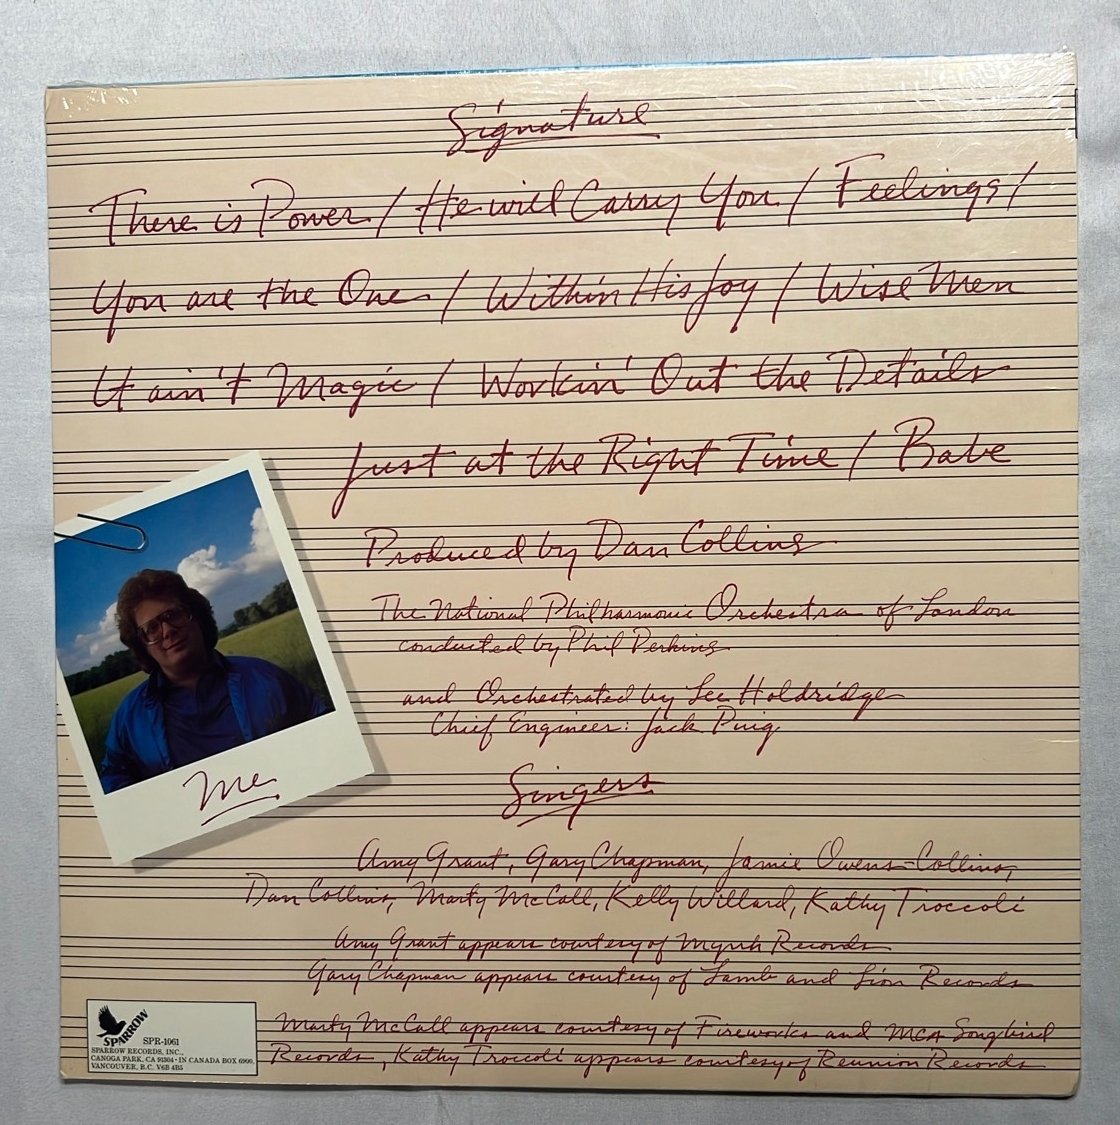 Signature
There is Power / He will Carry You / Feelings /
You are the One / Within His Joy / Wise Men
It ain't Magic / Workin' Out the Details
Just at the Right Time / Babe
Produced by Dan Collins
The National Philharmonic Orchestra of London
conducted by Phil Perkins
and Orchestrated by Lee Holdridge
Chief Engineer: Jack Puig
Me
Singers
Amy Grant, Gary Chapman, Jamie Owens-Collins,
Dan Collins, Marty McCall, Kelly Willard, Kathy Troccoli
Amy Grant appears courtesy of Myrrh Records
Gary Chapman appears courtesy of Lamb and Lion Records
Marty McCall appears courtesy of Fireworks and MCA Songbird
Records, Kathy Troccoli appears courtesy of Reunion Records
SPARROW
SPR-1061
SPARROW RECORDS, INC.,
CANOGA PARK, CA 91304 • IN CANADA BOX 6900,
VANCOUVER, B.C. V6B 4B5